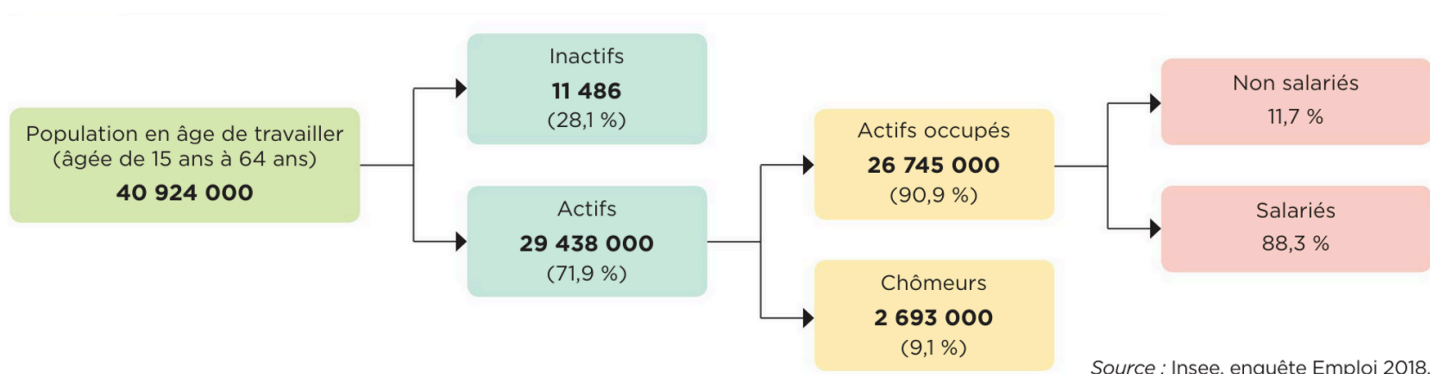 Population en âge de travailler
(âgée de 15 ans à 64 ans)
40 924 000
Inactifs
11 486
(28,1 %)
Actifs
29 438 000
(71,9 %)
Actifs occupés
26 745 000
(90,9 %)
Chômeurs
2 693 000
(9,1 %)
Non salariés
11,7 %
Salariés
88,3 %
Source : Insee, enquête Emploi 2018.